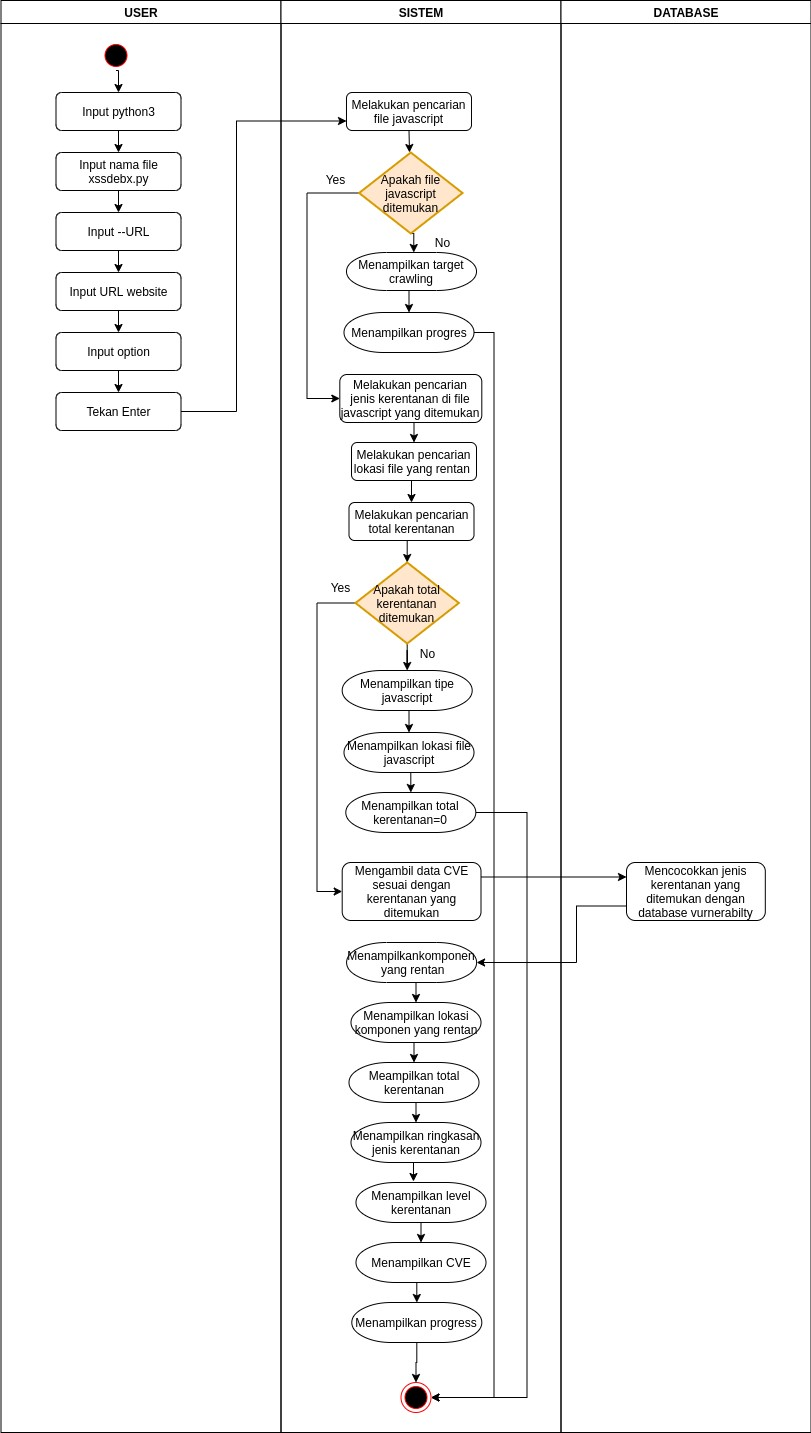 USER
SISTEM
DATABASE
Input python3
Input nama file
xssdebx.py
Input --URL
Input URL website
Input option
Tekan Enter
Melakukan pencarian
file javascript
Apakah file
javascript
ditemukan
Yes
No
Menampilkan target
crawling
Menampilkan progres
Melakukan pencarian
jenis kerentanan di file
javascript yang ditemukan
Melakukan pencarian
lokasi file yang rentan
Melakukan pencarian
total kerentanan
Apakah total
kerentanan
ditemukan
Yes
No
Menampilkan tipe
javascript
Menampilkan lokasi file
javascript
Menampilkan total
kerentanan=0
Mengambil data CVE
sesuai dengan
kerentanan yang
ditemukan
Mencocokkan jenis
kerentanan yang
ditemukan dengan
database vurnerabilty
Menampilkankomponen
yang rentan
Menampilkan lokasi
komponen yang rentan
Meampilkan total
kerentanan
Menampilkan ringkasan
jenis kerentanan
Menampilkan level
kerentanan
Menampilkan CVE
Menampilkan progress